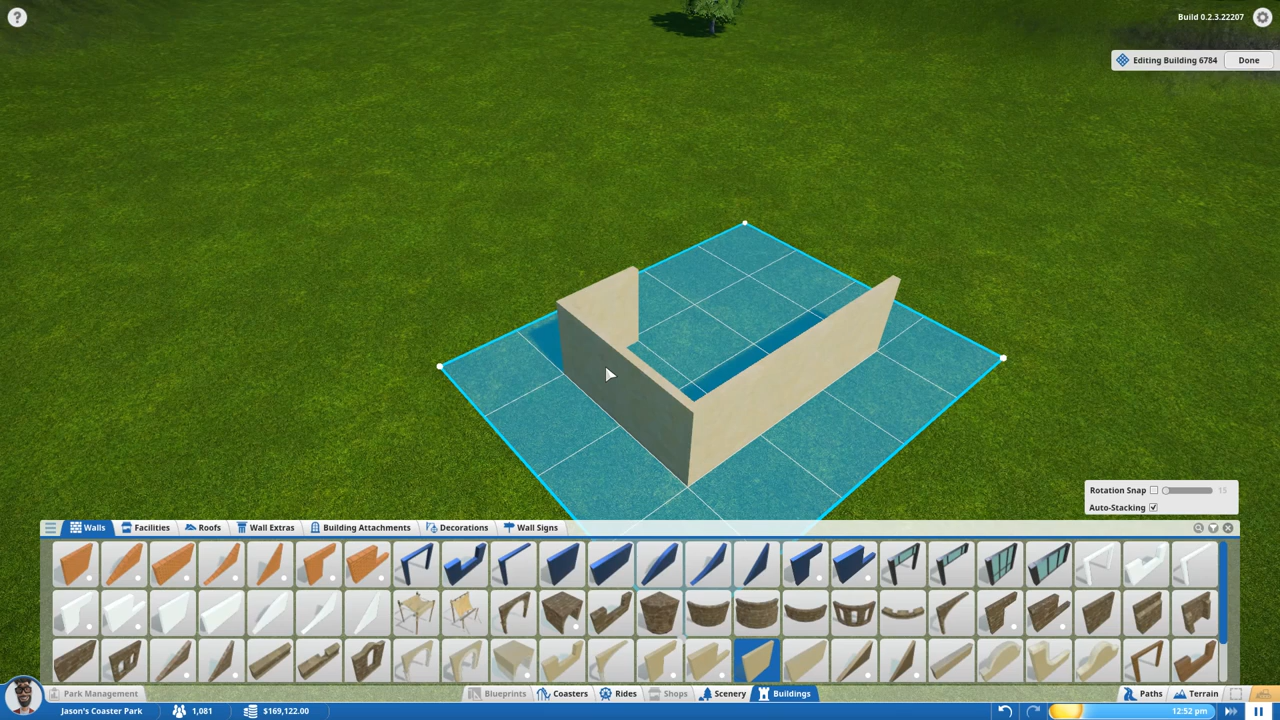 ?
Build 0.2.3.22207
Editing Building 6784
Done
Rotation Snap
15
Auto-Stacking
Walls
Facilities
Roofs
Wall Extras
Building Attachments
Decorations
Wall Signs
Park Management
Blueprints
Coasters
Rides
Shops
Scenery
Buildings
Paths
Terrain
Jason's Coaster Park
1,081
$169,122.00
12:52 pm